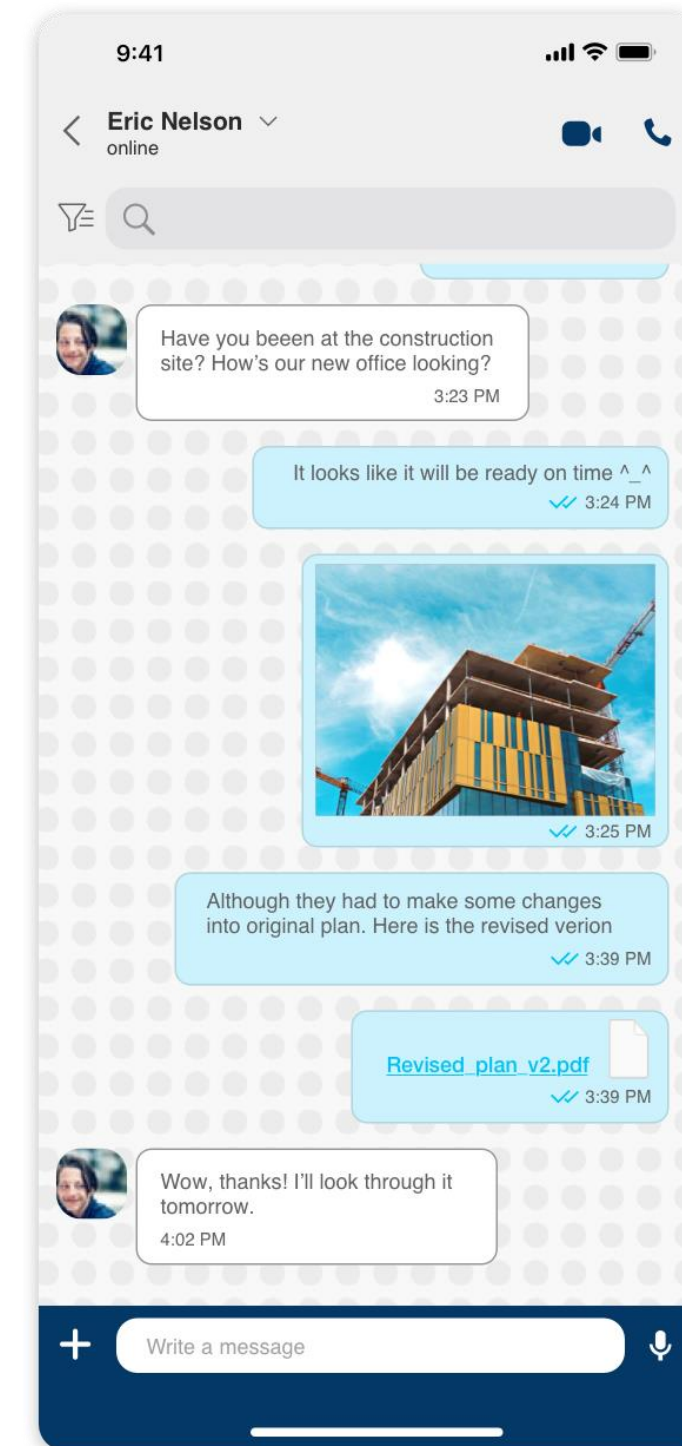 9:41
Eric Nelson
online
Have you beeen at the construction
site? How's our new office looking?
3:23 PM
It looks like it will be ready on time ^_^
3:24 PM
3:25 PM
Although they had to make some changes
into original plan. Here is the revised verion
3:39 PM
Revised_plan_v2.pdf
3:39 PM
Wow, thanks! I'll look through it
tomorrow.
4:02 PM
Write a message